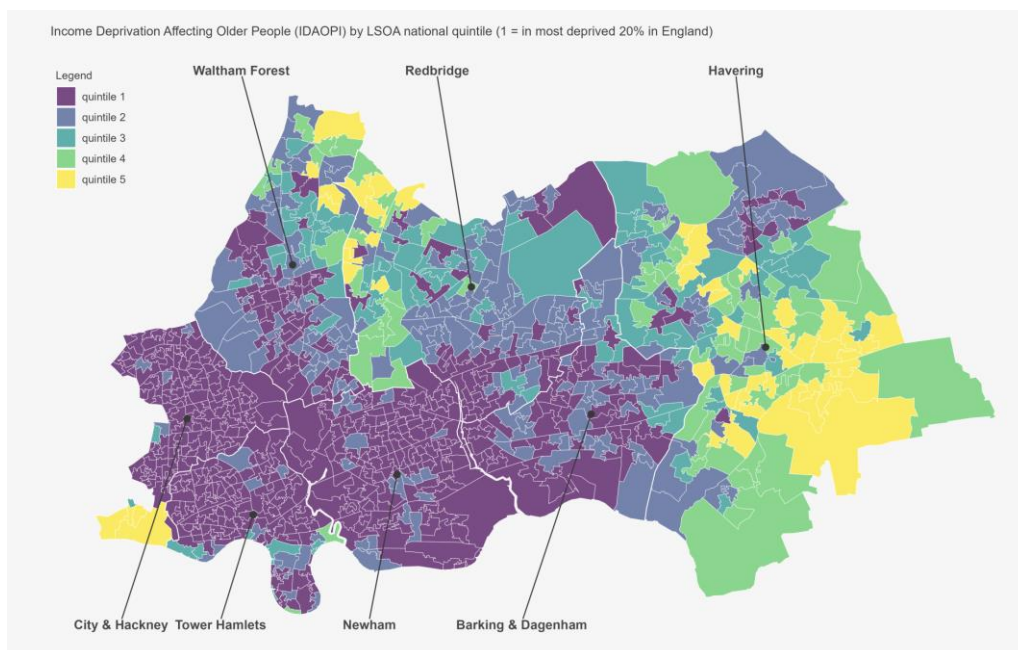 Income Deprivation Affecting Older People (IDAOPI) by LSOA national quintile (1 = in most deprived 20% in England)
Waltham Forest
Redbridge
Havering
Legend
quintile 1
quintile 2
quintile 3
quintile 4
quintile 5
City & Hackney
Tower Hamlets
Newham
Barking & Dagenham